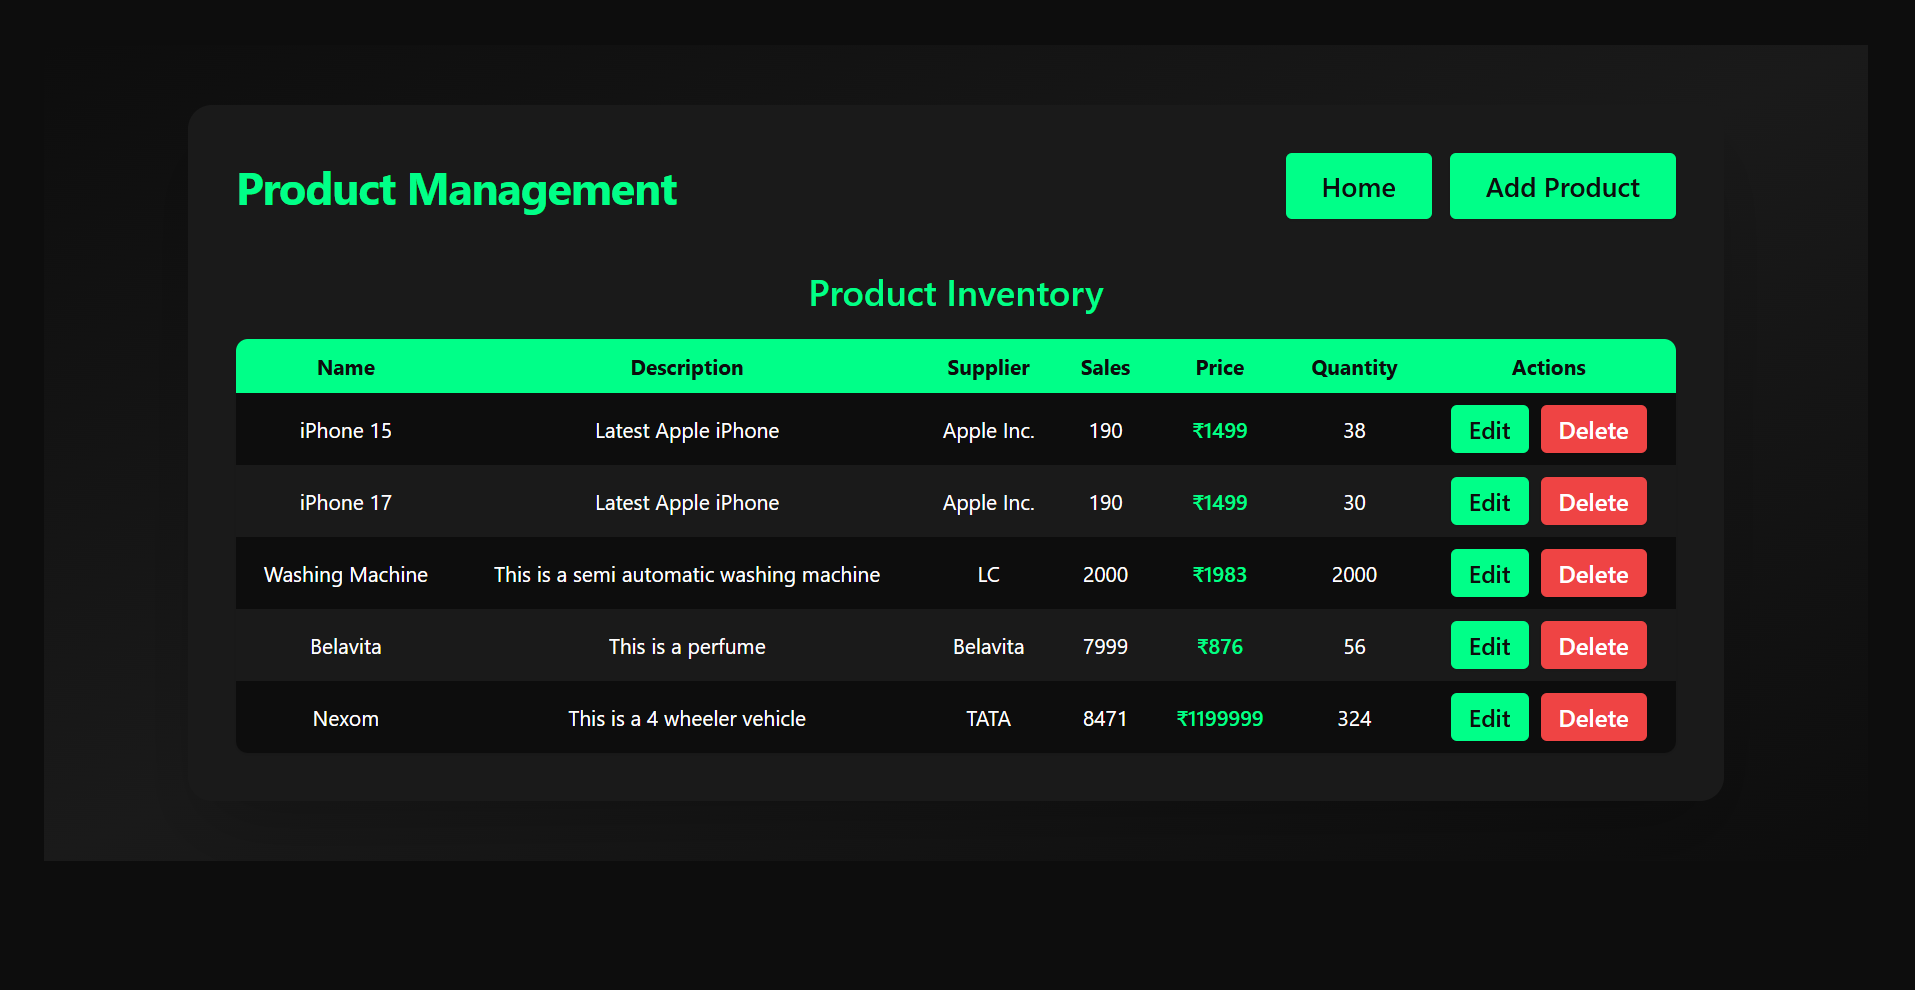 Product Management Home Add Product
Product Inventory
Name Description Supplier Sales Price Quantity Actions
iPhone 15 Latest Apple iPhone Apple Inc. 190 ₹1499 38 Edit Delete
iPhone 17 Latest Apple iPhone Apple Inc. 190 ₹1499 30 Edit Delete
Washing Machine This is a semi automatic washing machine LC 2000 ₹1983 2000 Edit Delete
Belavita This is a perfume Belavita 7999 ₹876 56 Edit Delete
Nexom This is a 4 wheeler vehicle TATA 8471 ₹1199999 324 Edit Delete